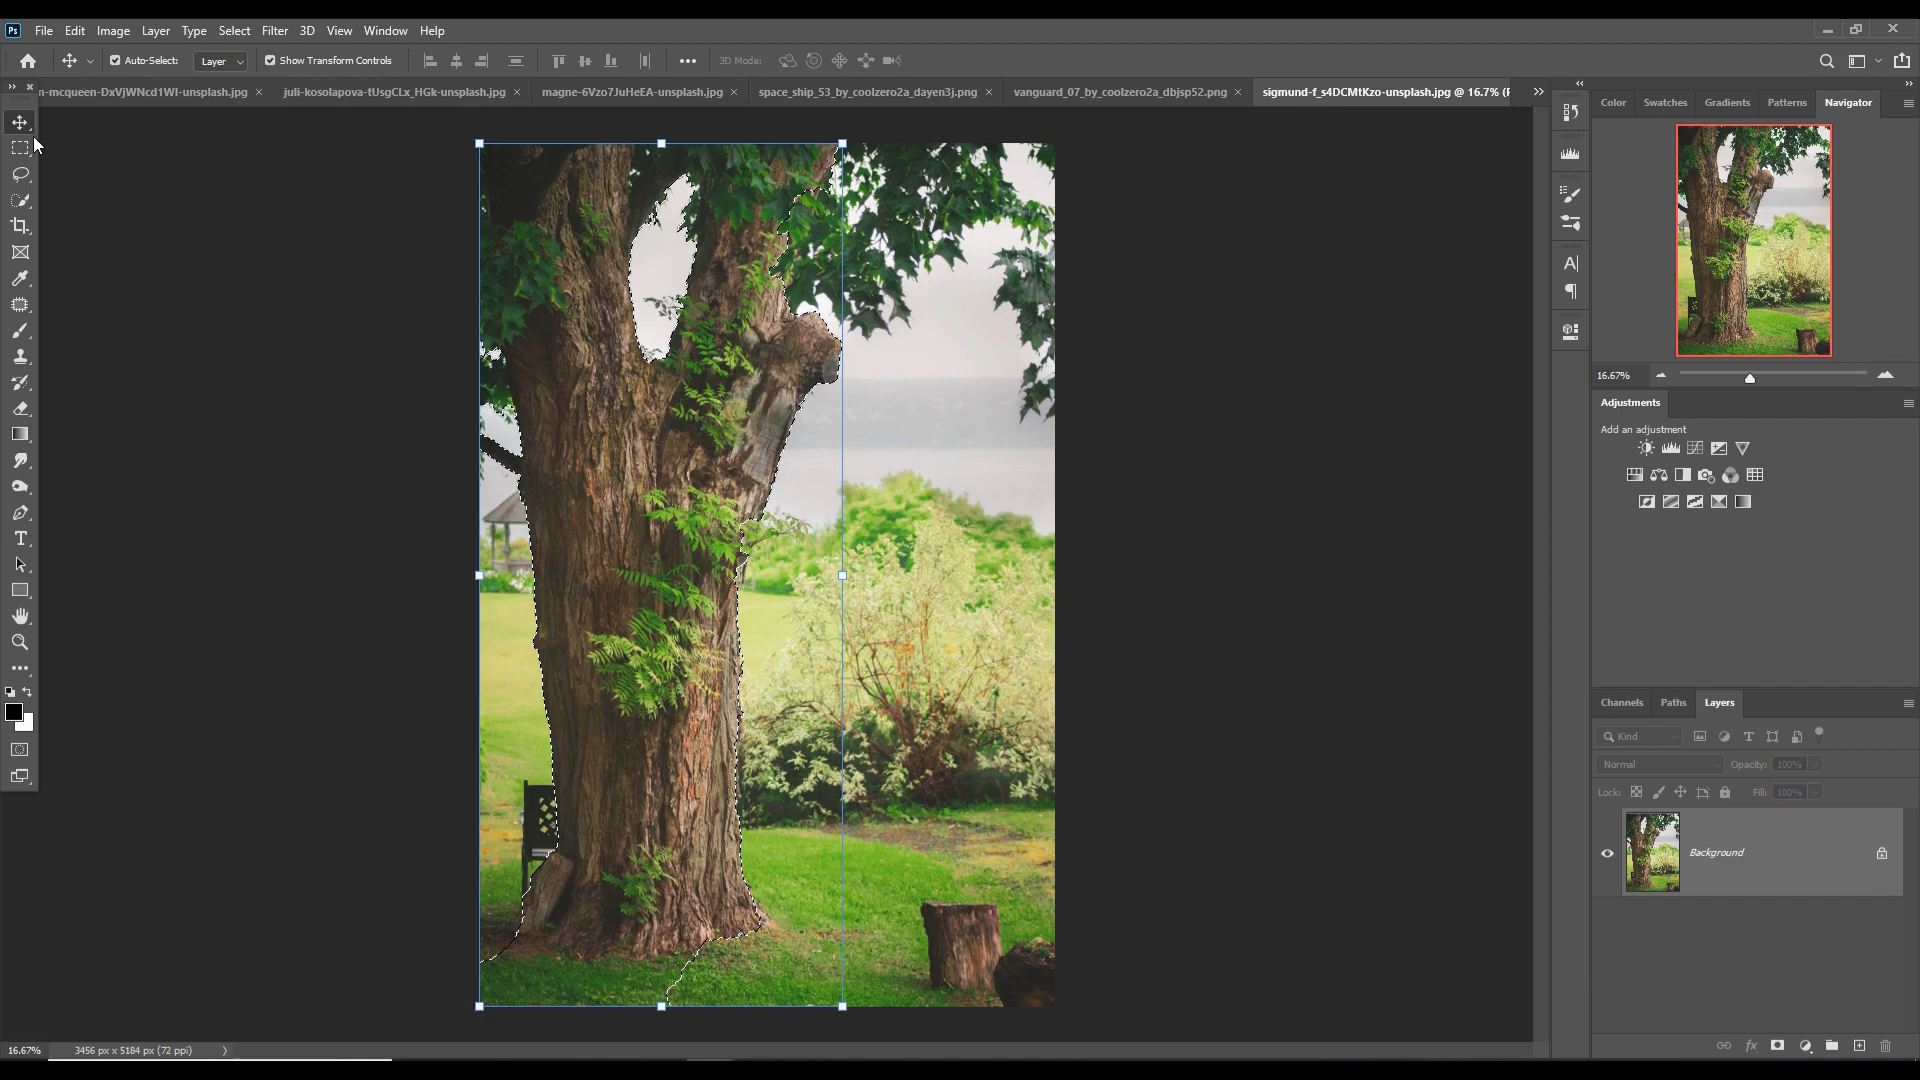 Ps File Edit Image Layer Type Select Filter 3D View Window Help
Auto-Select: Layer Show Transform Controls 3D Mode:
n-mcqueen-DxVjWNcd1WI-unsplash.jpg juli-kosolapova-tUsgCLx_HGk-unsplash.jpg magne-6Vzo7JuHeEA-unsplash.jpg space_ship_53_by_coolzero2a_dayen3j.png vanguard_07_by_coolzero2a_dbjsp52.png sigmund-f_s4DCMtKzo-unsplash.jpg @ 16.7% (
Color Swatches Gradients Patterns Navigator
16.67%
Adjustments
Add an adjustment
Channels Paths Layers
Kind
Normal Opacity: 100%
Lock: Fill: 100%
Background
16.67% 3456 px x 5184 px (72 ppi)